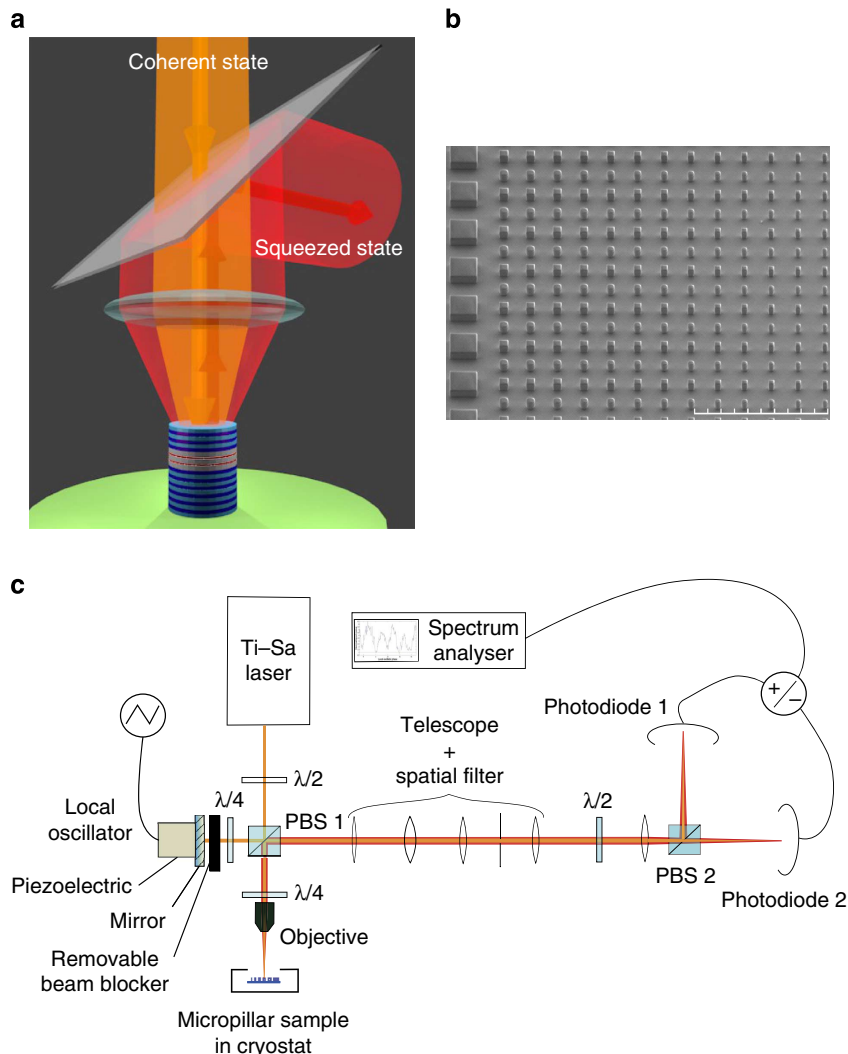 a
Coherent state
Squeezed state
b
c
Ti–Sa
laser
Spectrum
analyser
+/–
Photodiode 1
Telescope
+
spatial filter
λ/2
λ/4
λ/2
Local
oscillator
PBS 1
PBS 2
Piezoelectric
Photodiode 2
λ/4
Mirror
Objective
Removable
beam blocker
Micropillar sample
in cryostat